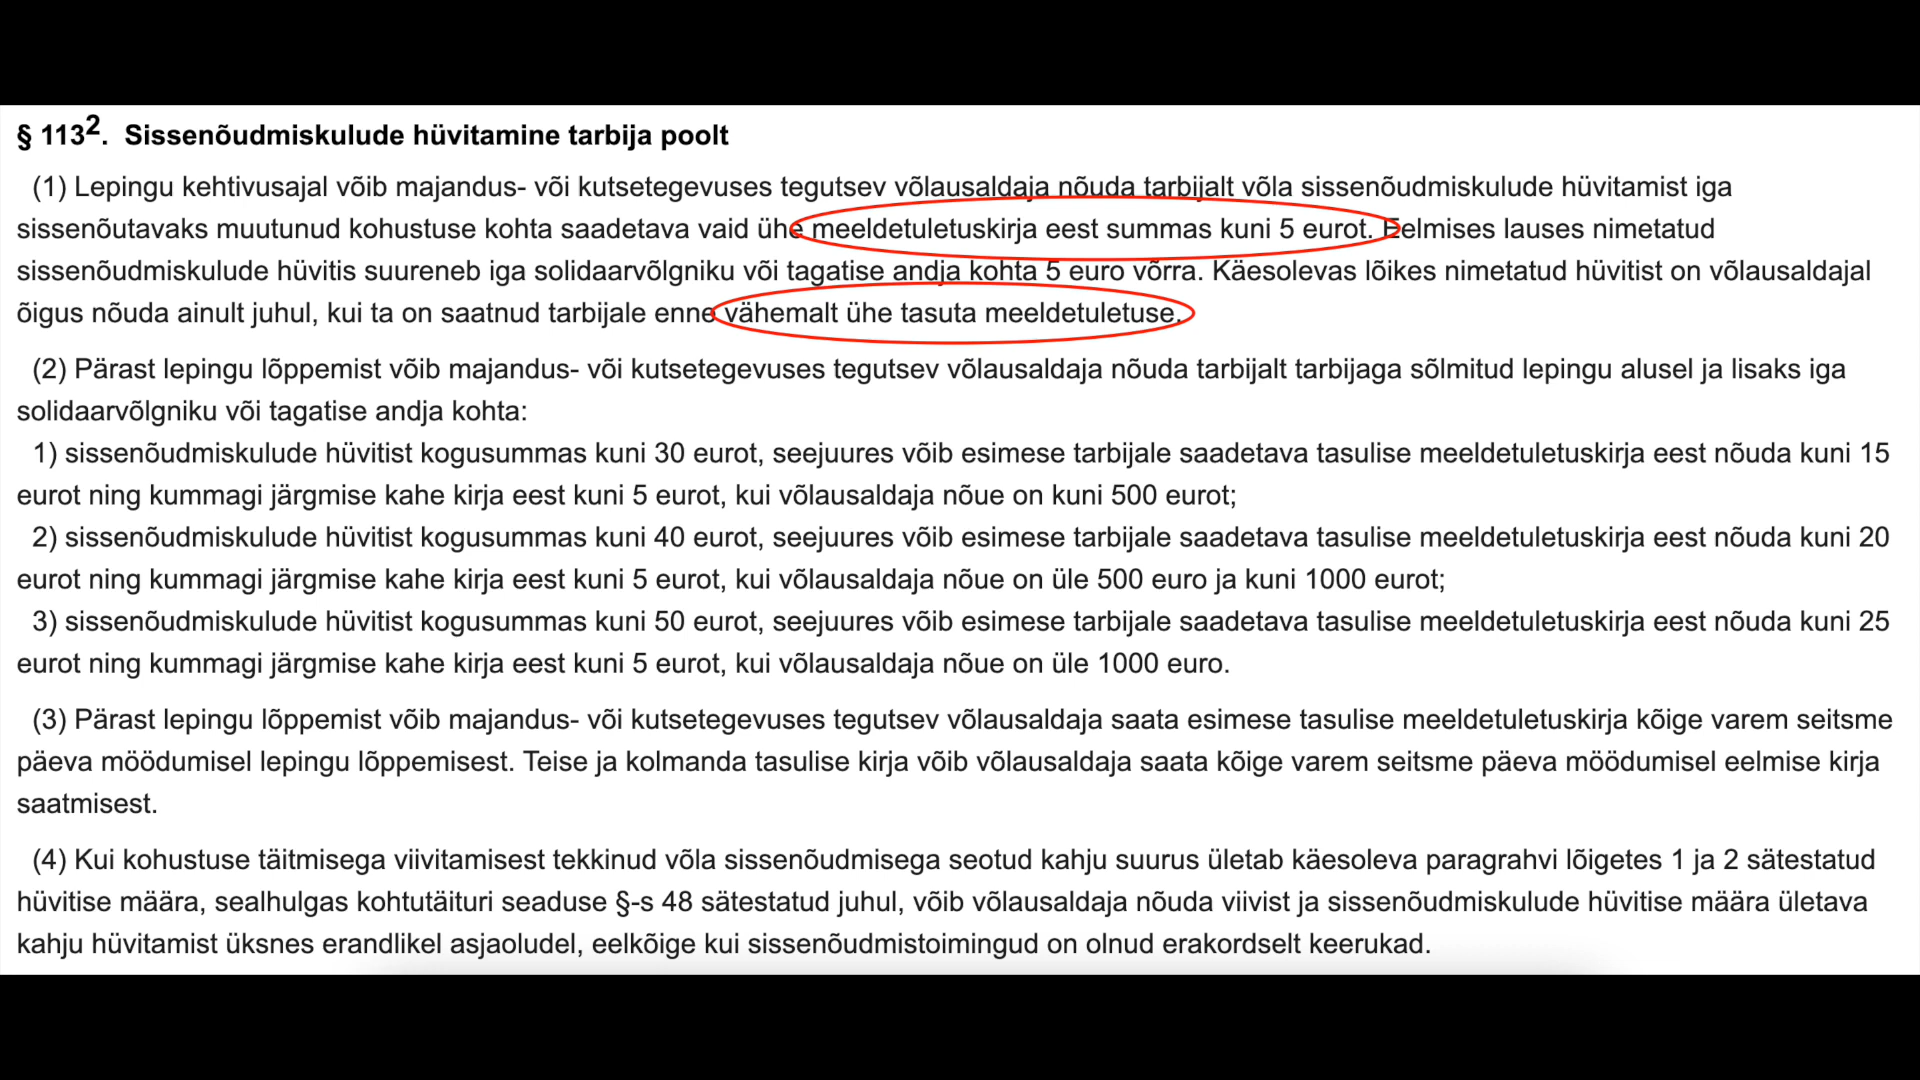 § 113². Sissenõudmiskulude hüvitamine tarbija poolt
(1) Lepingu kehtivusajal võib majandus- või kutsetegevuses tegutsev võlausaldaja nõuda tarbijalt võla sissenõudmiskulude hüvitamist iga
sissenõutavaks muutunud kohustuse kohta saadetava vaid ühe meeldetuletuskirja eest summas kuni 5 eurot. Eelmises lauses nimetatud
sissenõudmiskulude hüvitis suureneb iga solidaarvõlgniku või tagatise andja kohta 5 euro võrra. Käesolevas lõikes nimetatud hüvitist on võlausaldajal
õigus nõuda ainult juhul, kui ta on saatnud tarbijale enne vähemalt ühe tasuta meeldetuletuse.
(2) Pärast lepingu lõppemist võib majandus- või kutsetegevuses tegutsev võlausaldaja nõuda tarbijalt tarbijaga sõlmitud lepingu alusel ja lisaks iga
solidaarvõlgniku või tagatise andja kohta:
1) sissenõudmiskulude hüvitist kogusummas kuni 30 eurot, seejuures võib esimese tarbijale saadetava tasulise meeldetuletuskirja eest nõuda kuni 15
eurot ning kummagi järgmise kahe kirja eest kuni 5 eurot, kui võlausaldaja nõue on kuni 500 eurot;
2) sissenõudmiskulude hüvitist kogusummas kuni 40 eurot, seejuures võib esimese tarbijale saadetava tasulise meeldetuletuskirja eest nõuda kuni 20
eurot ning kummagi järgmise kahe kirja eest kuni 5 eurot, kui võlausaldaja nõue on üle 500 euro ja kuni 1000 eurot;
3) sissenõudmiskulude hüvitist kogusummas kuni 50 eurot, seejuures võib esimese tarbijale saadetava tasulise meeldetuletuskirja eest nõuda kuni 25
eurot ning kummagi järgmise kahe kirja eest kuni 5 eurot, kui võlausaldaja nõue on üle 1000 euro.
(3) Pärast lepingu lõppemist võib majandus- või kutsetegevuses tegutsev võlausaldaja saata esimese tasulise meeldetuletuskirja kõige varem seitsme
päeva möödumisel lepingu lõppemisest. Teise ja kolmanda tasulise kirja võib võlausaldaja saata kõige varem seitsme päeva möödumisel eelmise kirja
saatmisest.
(4) Kui kohustuse täitmisega viivitamisest tekkinud võla sissenõudmisega seotud kahju suurus ületab käesoleva paragrahvi lõigetes 1 ja 2 sätestatud
hüvitise määra, sealhulgas kohtutäituri seaduse §-s 48 sätestatud juhul, võib võlausaldaja nõuda viivist ja sissenõudmiskulude hüvitise määra ületava
kahju hüvitamist üksnes erandlikel asjaoludel, eelkõige kui sissenõudmistoimingud on olnud erakordselt keerukad.